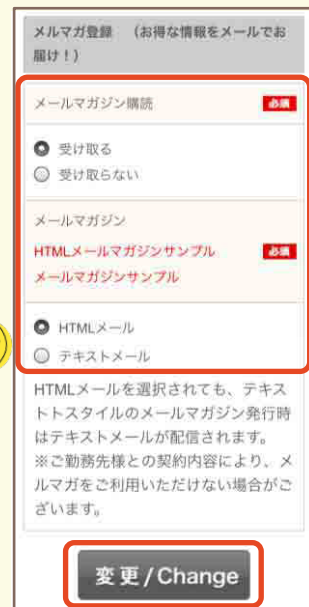 メルマガ登録　（お得な情報をメールでお
届け！）
メールマガジン購読 必須
受け取る
受け取らない
メールマガジン
HTMLメールマガジンサンプル 必須
メールマガジンサンプル
HTMLメール
テキストメール
HTMLメールを選択されても、テキス
トトスタイルのメールマガジン発行時
はテキストメールが配信されます。
※ご勤務先様との契約内容により、メ
ルマガをご利用いただけない場合がご
ざいます。
変更/Change